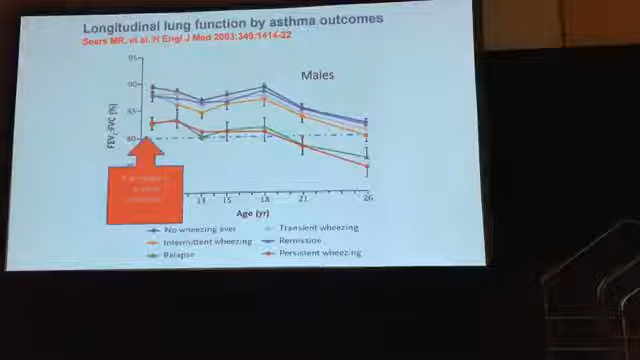 Longitudinal lung function by asthma outcomes
Sears MR, et al. N Engl J Med 2003;349:1414-22
95
Males
90
85
80
FEV₁:FVC (%)
13
15
18
21
26
Age (yr)
No wheezing ever
Transient wheezing
Intermittent wheezing
Remission
Relapse
Persistent wheezing